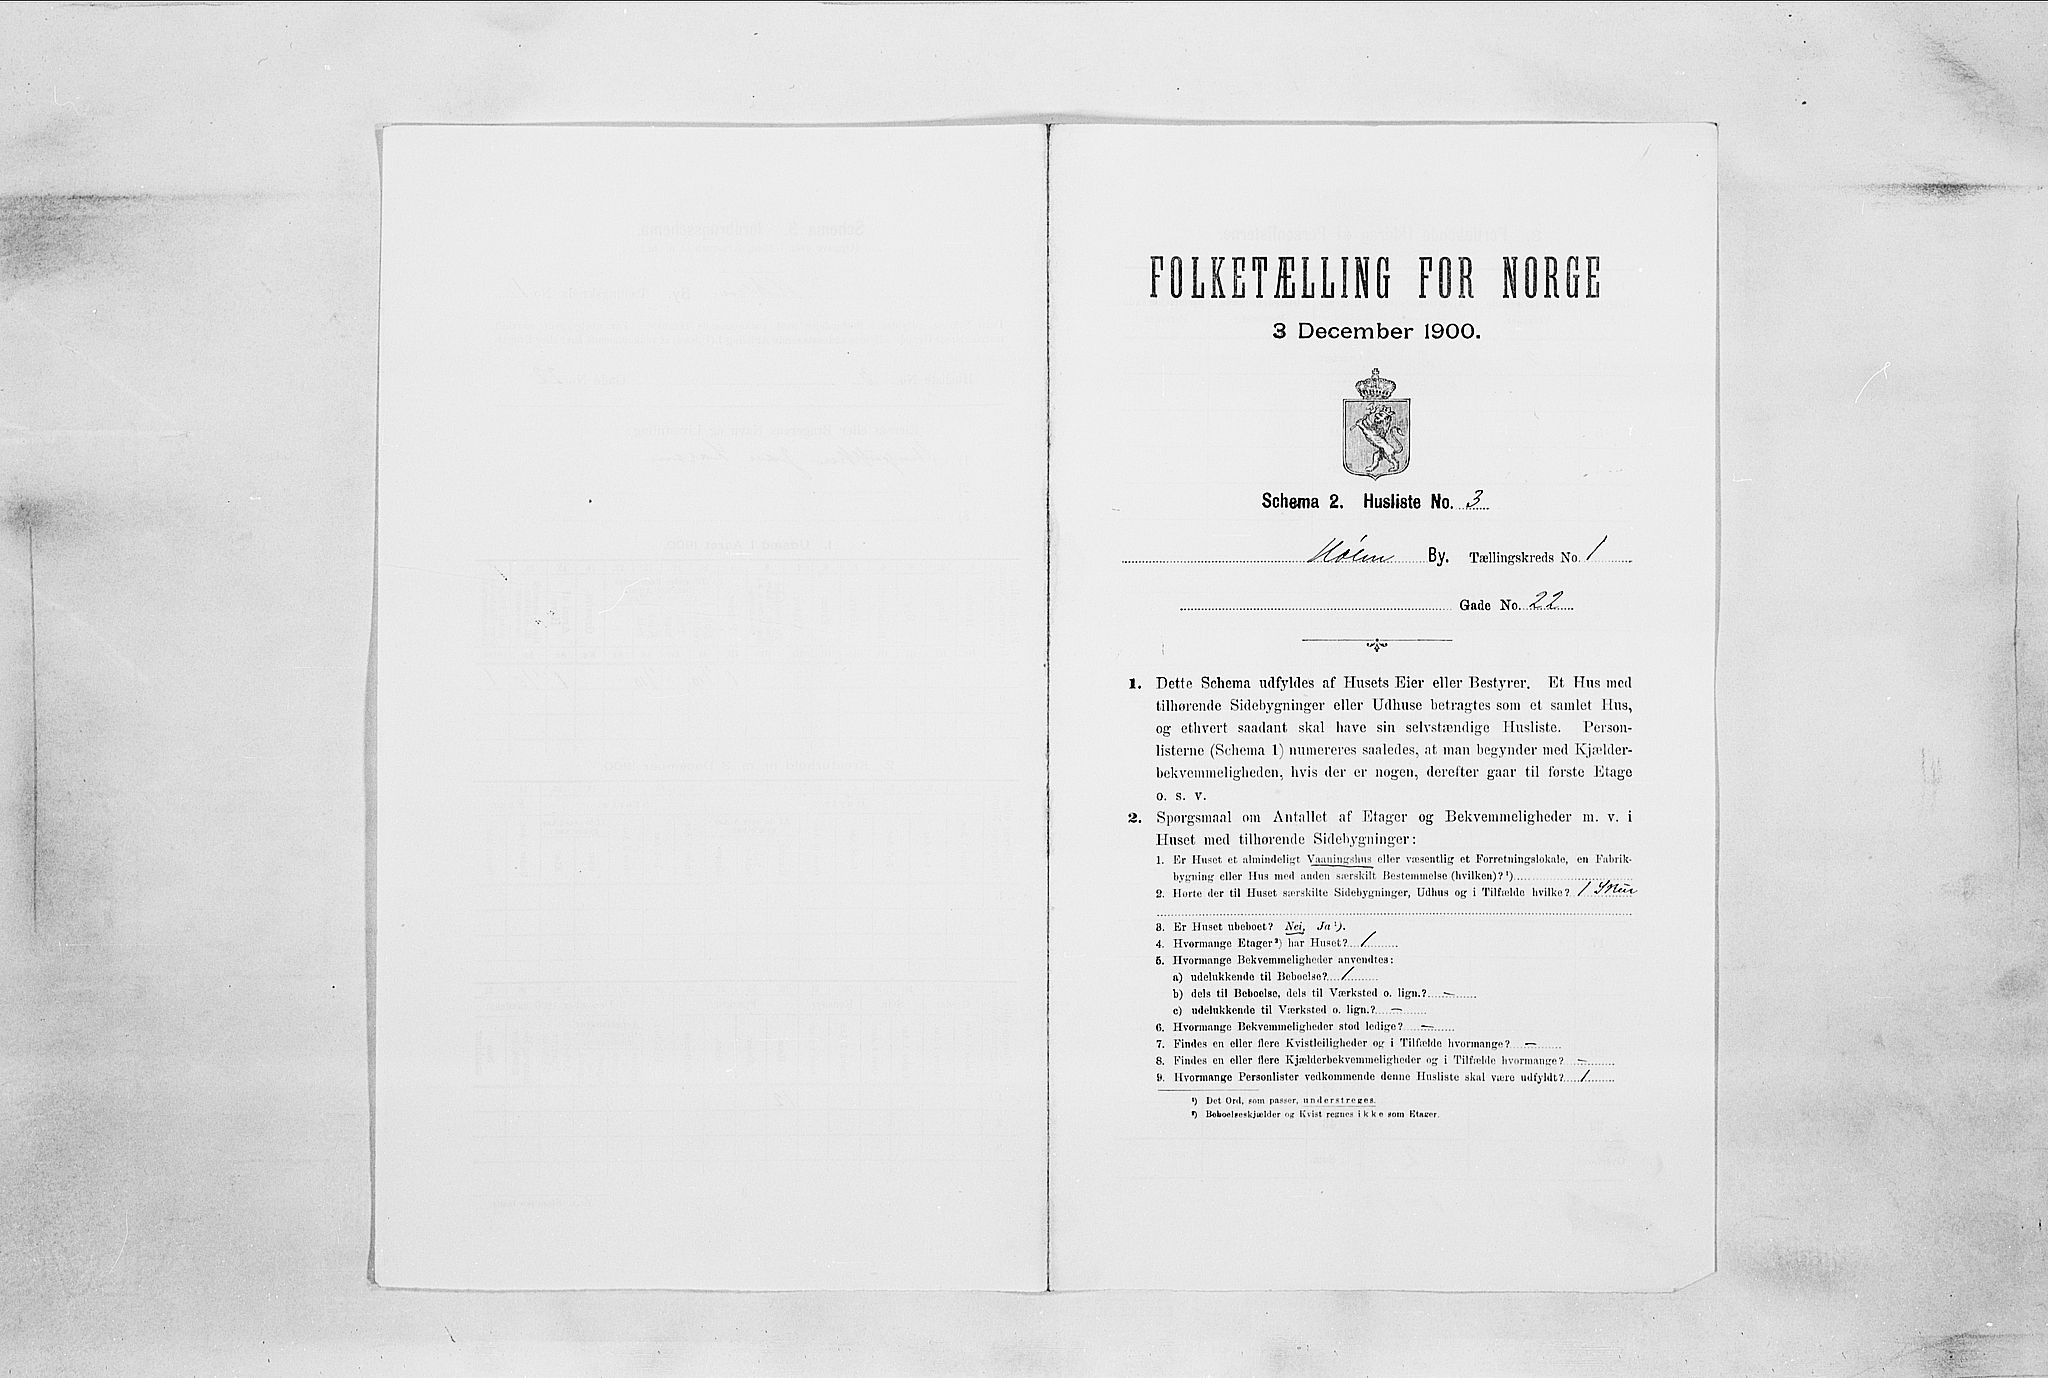 FOLKETÆLLING FOR NORGE
3 December 1900.
Schema 2. Husliste No. 3
Hölen By. Tællingskreds No. 1
Gade No. 22
1. Dette Schema udfyldes af Husets Eier eller Bestyrer. Et Hus med
tilhørende Sidebygninger eller Udhuse betragtes som et samlet Hus,
og ethvert saadant skal have sin selvstændige Husliste. Person-
listerne (Schema 1) numereres saaledes, at man begynder med Kjælder-
bekvemmeligheden, hvis der er nogen, derefter gaar til første Etage
o. s. v.
2. Spørgsmaal om Antallet af Etager og Bekvemmeligheder m. v. i
Huset med tilhørende Sidebygninger:
1. Er Huset et almindeligt Vaaningshus eller væsentlig et Forretningslokale, en Fabrik-
bygning eller Hus med anden særskilt Bestemmelse (hvilken)? ¹)
2. Hørte der til Huset særskilte Sidebygninger, Udhus og i Tilfælde hvilke? 1 Skur
3. Er Huset ubeboet? Nei, Ja ¹).
4. Hvormange Etager ²) har Huset? 1
5. Hvormange Bekvemmeligheder anvendtes:
a) udelukkende til Beboelse? 1
b) dels til Beboelse, dels til Værksted o. lign.? —
c) udelukkende til Værksted o. lign.? —
6. Hvormange Bekvemmeligheder stod ledige? —
7. Findes en eller flere Kvistleiligheder og i Tilfælde hvormange? —
8. Findes en eller flere Kjælderbekvemmeligheder og i Tilfælde hvormange? —
9. Hvormange Personlister vedkommende denne Husliste skal være udfyldt? 1
¹) Det Ord, som passer, understreges.
²) Beboelseskjælder og Kvist regnes ikke som Etager.